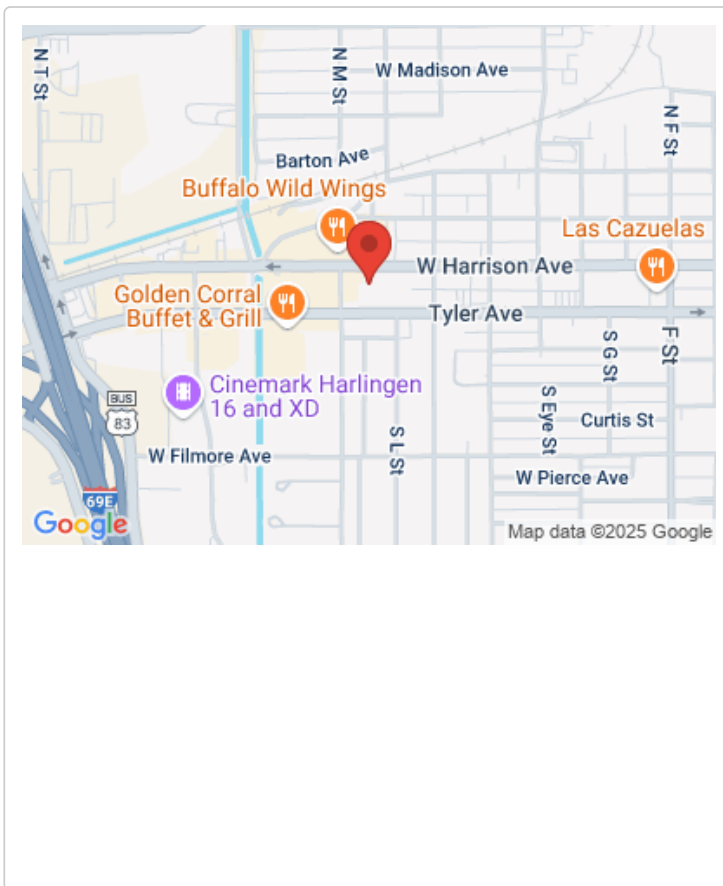 N T St
N M St
W Madison Ave
N F St
Barton Ave
Buffalo Wild Wings
Las Cazuelas
W Harrison Ave
Golden Corral
Buffet & Grill
Tyler Ave
S G St
F St
Cinemark Harlingen
16 and XD
BUS
83
S Eye St
Curtis St
S L St
W Filmore Ave
W Pierce Ave
69E
Google
Map data ©2025 Google